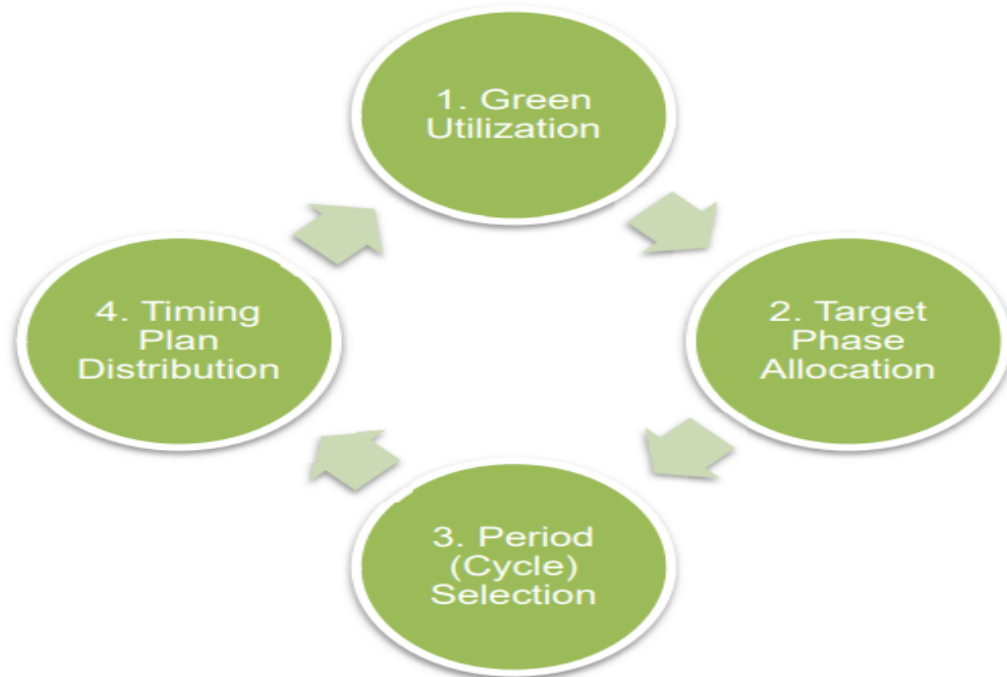 1. Green
Utilization
2. Target
Phase
Allocation
3. Period
(Cycle)
Selection
4. Timing
Plan
Distribution